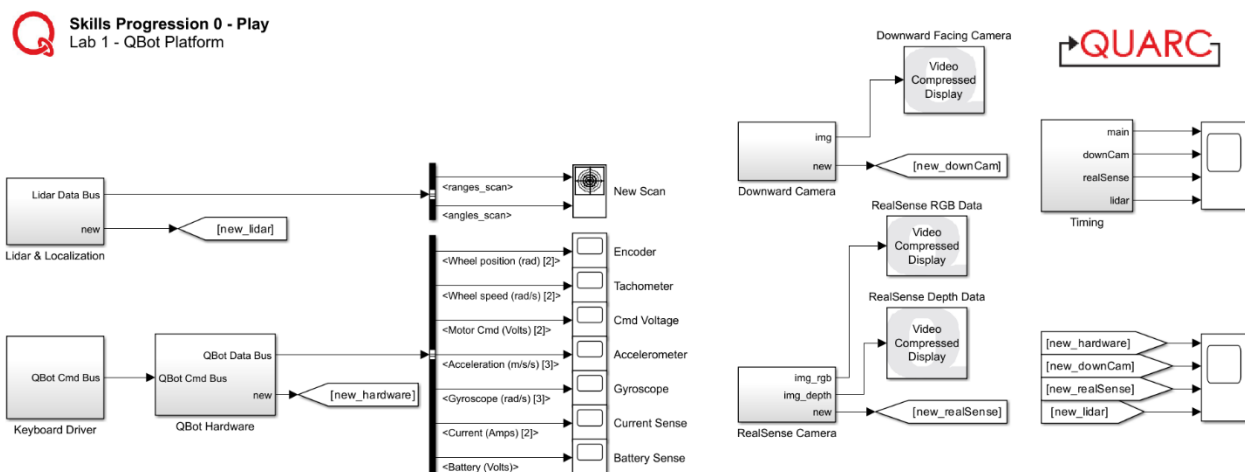 Skills Progression 0 - Play
Lab 1 - QBot Platform
Lidar Data Bus
new
Lidar & Localization
[new_lidar]
<ranges_scan>
<angles_scan>
New Scan
QBot Cmd Bus
Keyboard Driver
QBot Cmd Bus
QBot Data Bus
new
QBot Hardware
[new_hardware]
<Wheel position (rad) [2]>
<Wheel speed (rad/s) [2]>
<Motor Cmd (Volts) [2]>
<Acceleration (m/s/s) [3]>
<Gyroscope (rad/s) [3]>
<Current (Amps) [2]>
<Battery (Volts)>
Encoder
Tachometer
Cmd Voltage
Accelerometer
Gyroscope
Current Sense
Battery Sense
Downward Facing Camera
Video
Compressed
Display
img
new
Downward Camera
[new_downCam]
RealSense RGB Data
Video
Compressed
Display
RealSense Depth Data
Video
Compressed
Display
img_rgb
img_depth
new
RealSense Camera
[new_realSense]
QUARC
main
downCam
realSense
lidar
Timing
[new_hardware]
[new_downCam]
[new_realSense]
[new_lidar]